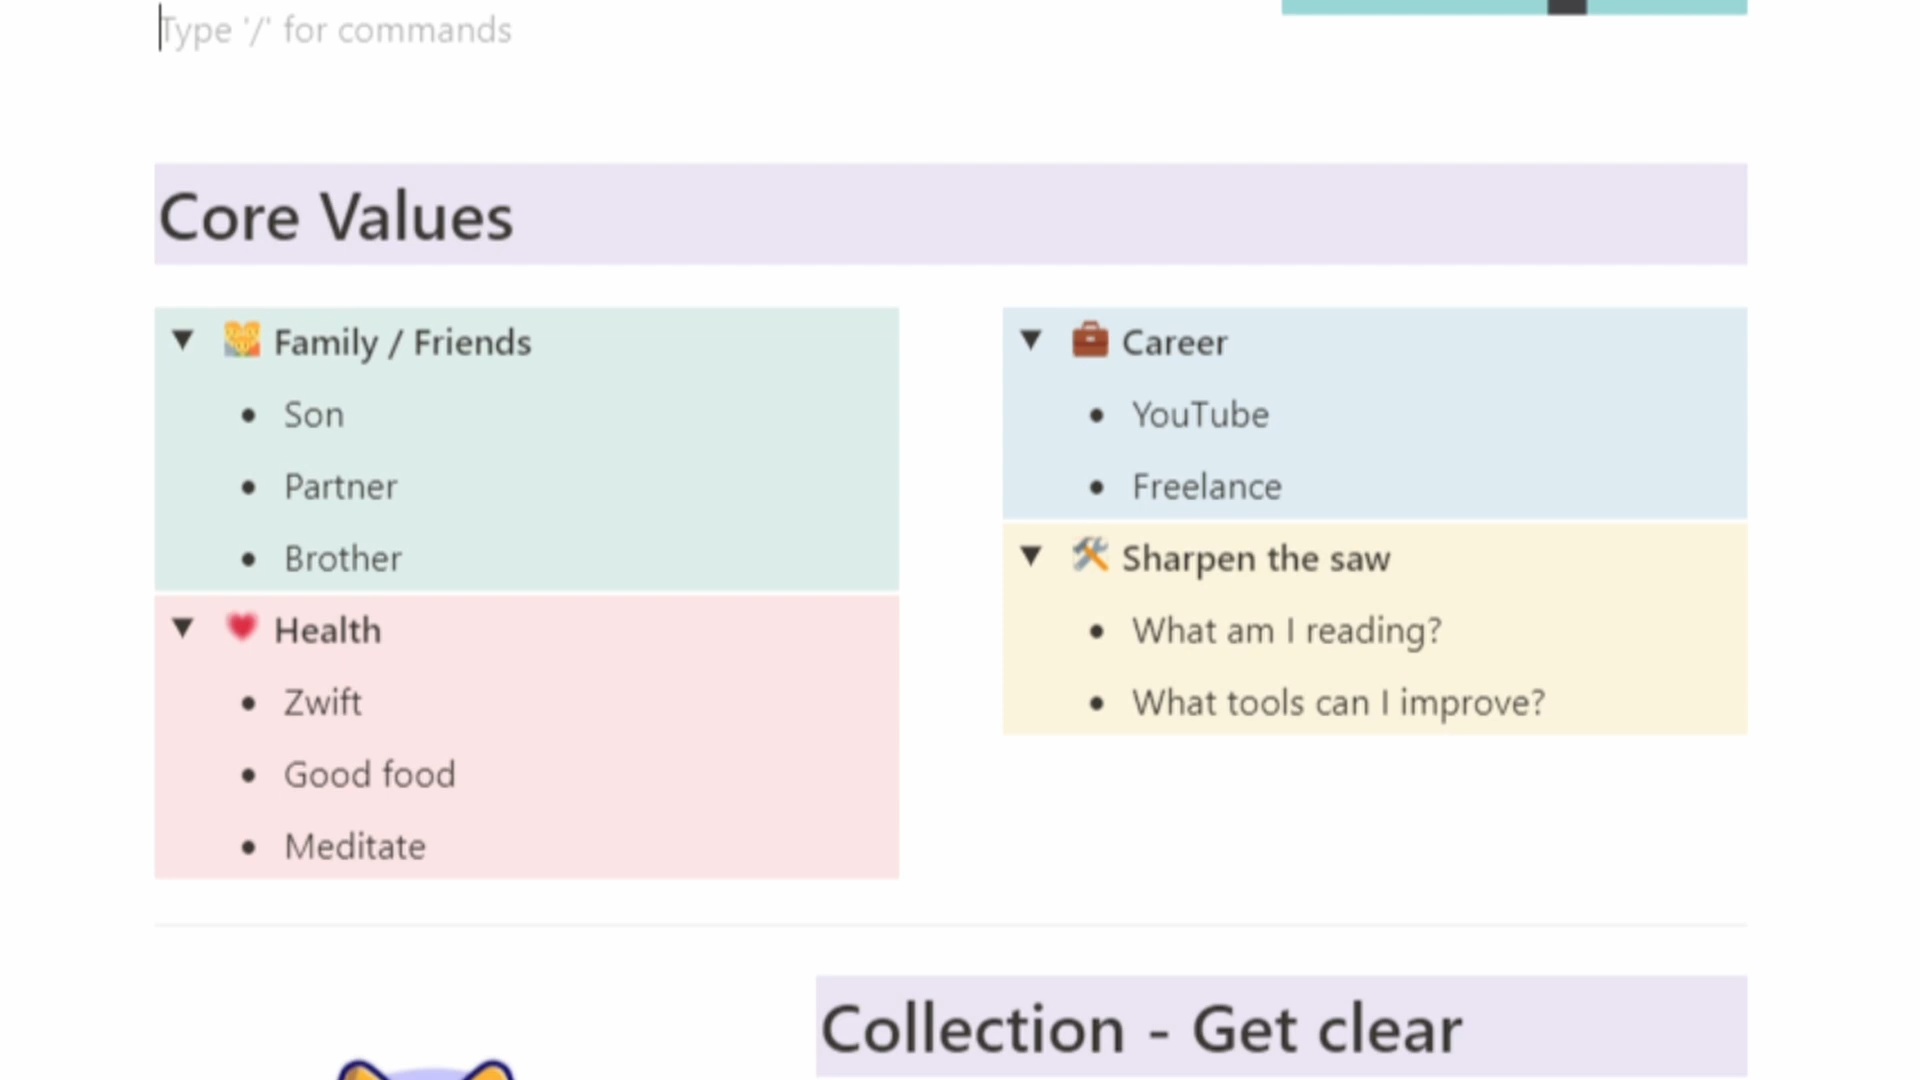 Type '/' for commands
Core Values
Family / Friends
Son
Partner
Brother
Health
Zwift
Good food
Meditate
Career
YouTube
Freelance
Sharpen the saw
What am I reading?
What tools can I improve?
Collection - Get clear